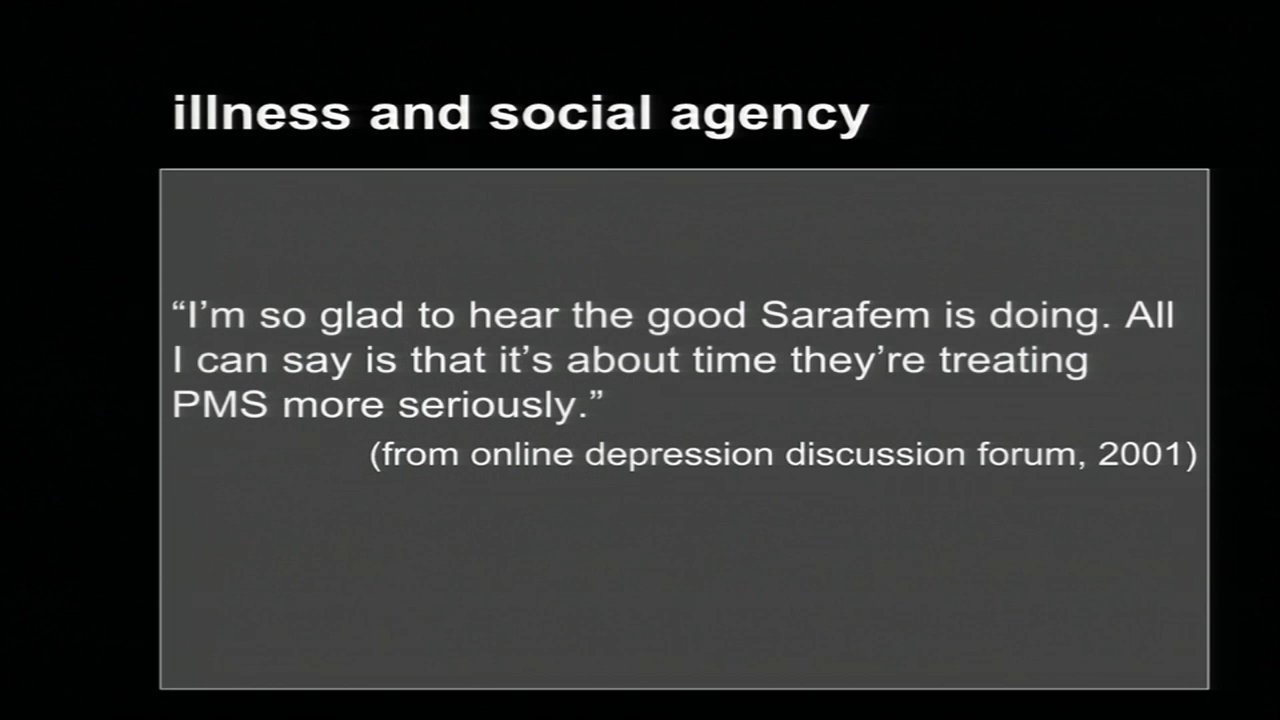 illness and social agency
“I’m so glad to hear the good Sarafem is doing. All
I can say is that it’s about time they’re treating
PMS more seriously.”
(from online depression discussion forum, 2001)